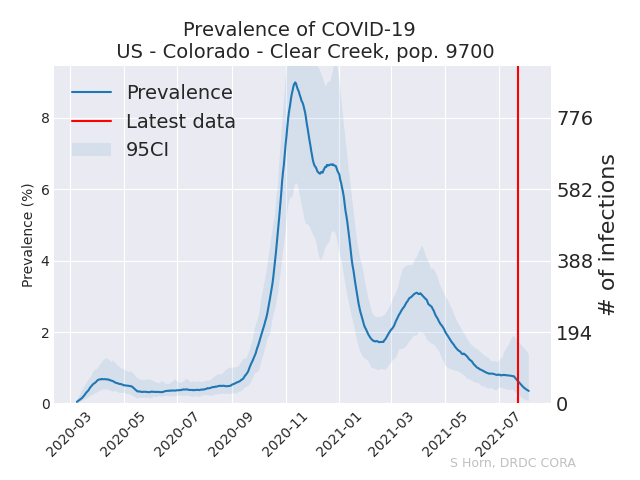 Prevalence of COVID-19
US - Colorado - Clear Creek, pop. 9700
Prevalence
Latest data
95CI
Prevalence (%)
8
6
4
2
0
776
582
388
194
0
# of infections
2020-03
2020-05
2020-07
2020-09
2020-11
2021-01
2021-03
2021-05
2021-07
S Horn, DRDC CORA